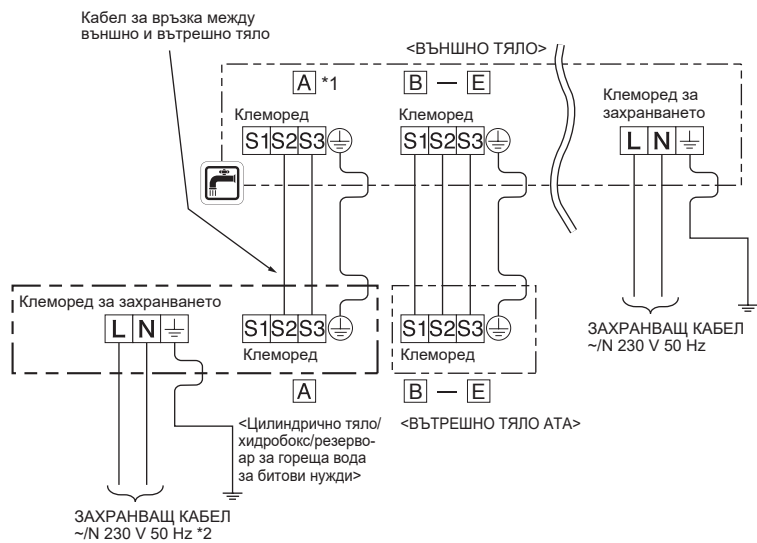 Кабел за връзка между
външно и вътрешно тяло
<ВЪНШНО ТЯЛО>
A *1
B — E
Клеморед
S1 S2 S3
Клеморед
S1 S2 S3
Клеморед за
захранването
L N
Клеморед за захранването
L N
S1 S2 S3
Клеморед
S1 S2 S3
Клеморед
ЗАХРАНВАЩ КАБЕЛ
~/N 230 V 50 Hz
A
B — E
<Цилиндрично тяло/
хидробокс/резерво-
ар за гореща вода
за битови нужди>
<ВЪТРЕШНО ТЯЛО ATA>
ЗАХРАНВАЩ КАБЕЛ
~/N 230 V 50 Hz *2